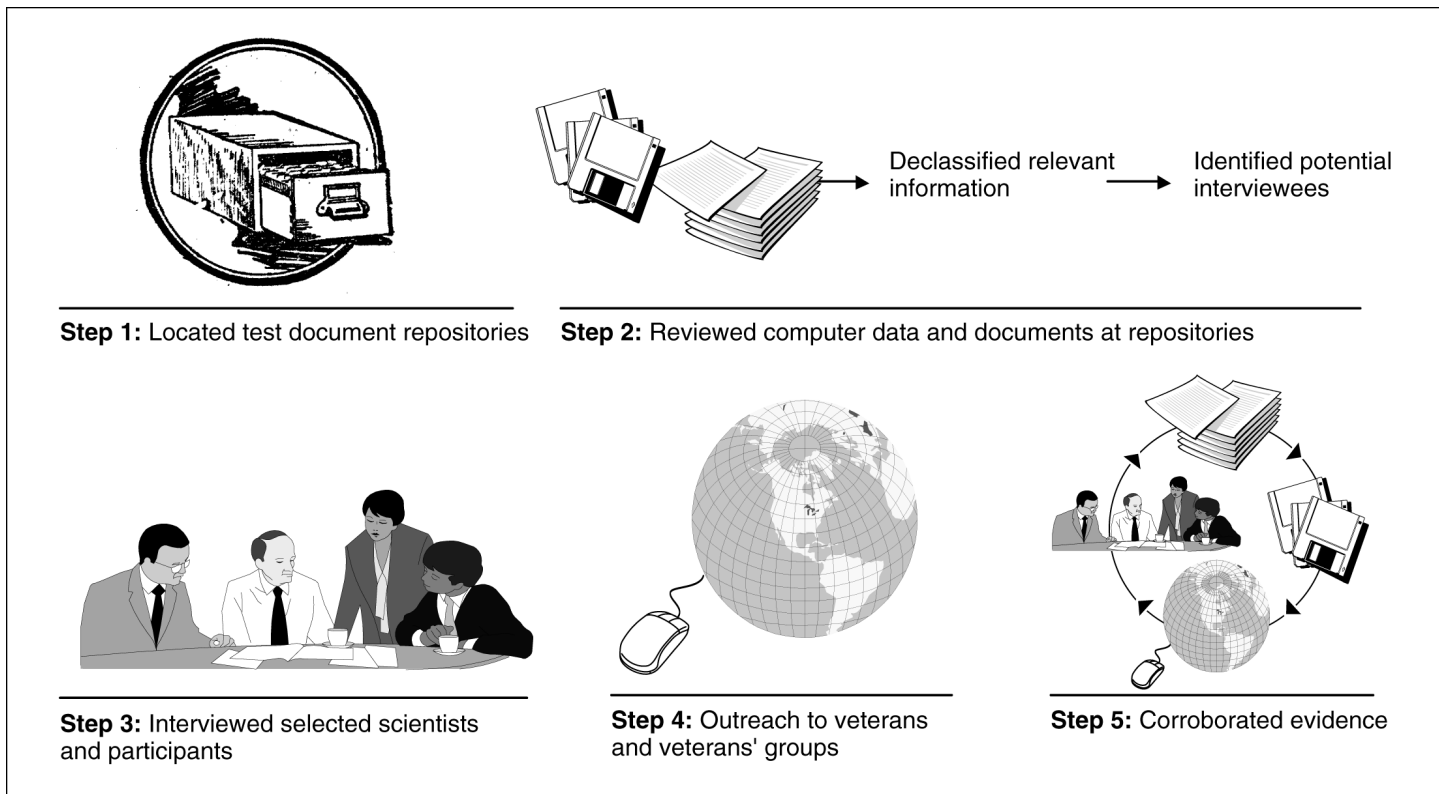 Declassified relevant
information
Identified potential
interviewees
Step 1: Located test document repositories
Step 2: Reviewed computer data and documents at repositories
Step 3: Interviewed selected scientists
and participants
Step 4: Outreach to veterans
and veterans' groups
Step 5: Corroborated evidence